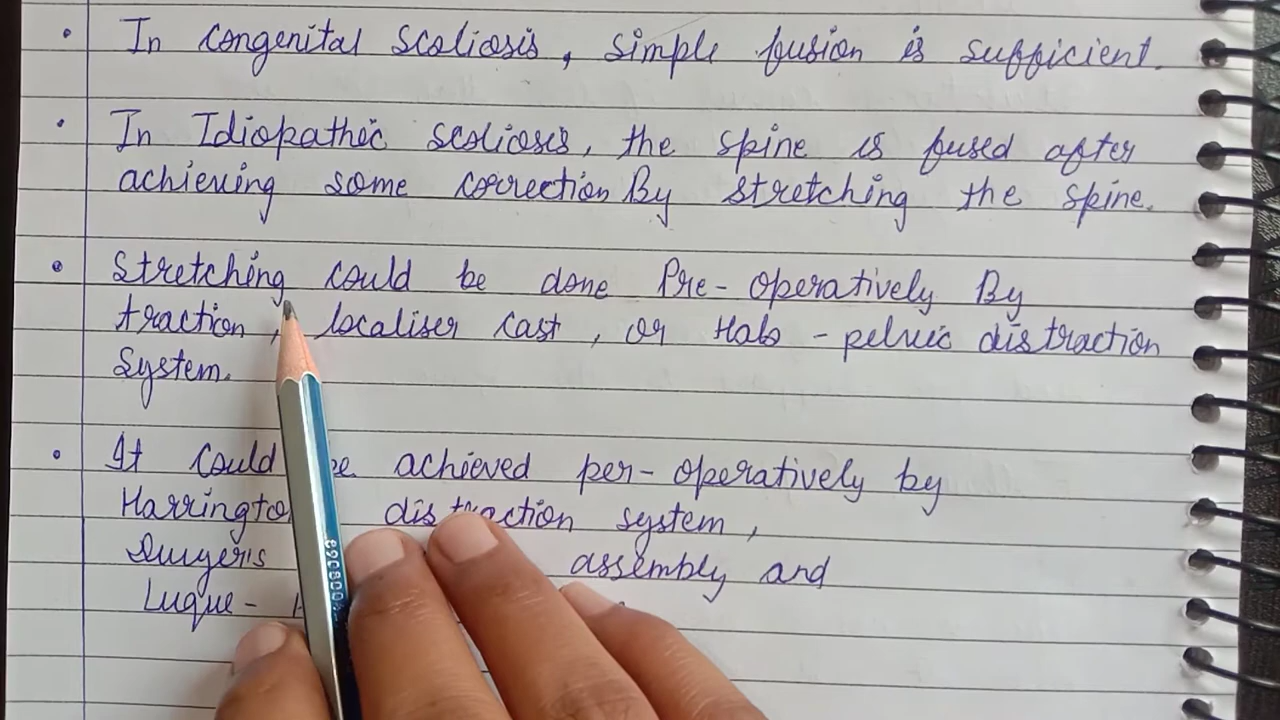 In congenital scoliosis, simple fusion is sufficient.
In Idiopathic scoliosis, the spine is fused after
achieving some correction By stretching the spine.
Stretching could be done Pre-operatively By
traction, localiser cast, or Halo-pelvic distraction
System.
It could be achieved per-operatively by
distraction system,
assembly and
Luque-